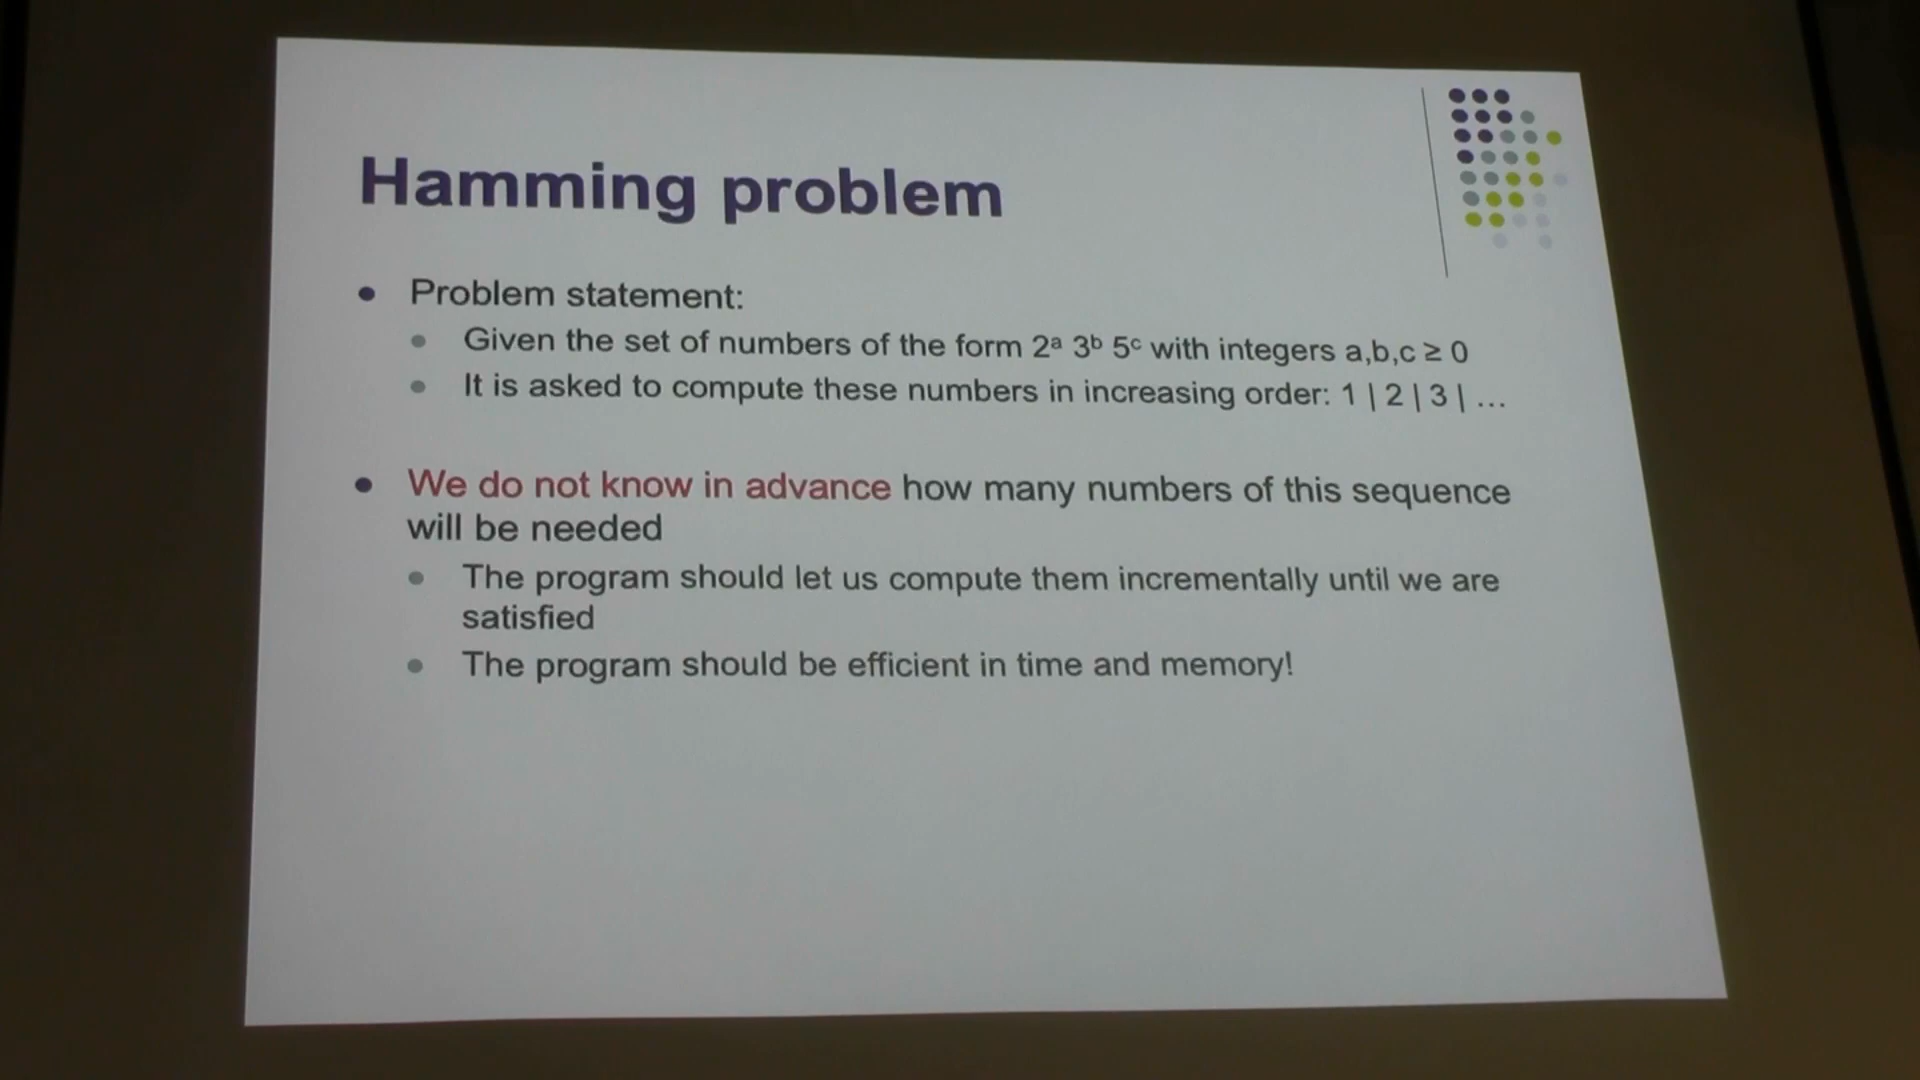 Hamming problem
Problem statement:
Given the set of numbers of the form 2ᵃ 3ᵇ 5ᶜ with integers a,b,c ≥ 0
It is asked to compute these numbers in increasing order: 1 | 2 | 3 | ...
We do not know in advance how many numbers of this sequence
will be needed
The program should let us compute them incrementally until we are
satisfied
The program should be efficient in time and memory!